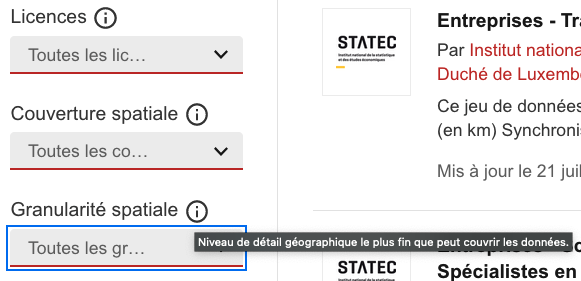 Licences
Toutes les lic…
Couverture spatiale
Toutes les co…
Granularité spatiale
Toutes les gr…
Niveau de détail géographique le plus fin que peut couvrir les données.
STATEC
Institut national de la statistique
et des études économiques
Entreprises - Tra
Par Institut nationa
Duché de Luxembo
Ce jeu de données
(en km) Synchronis
Mis à jour le 21 juil
STATEC
Institut national de la statistique
Spécialistes en